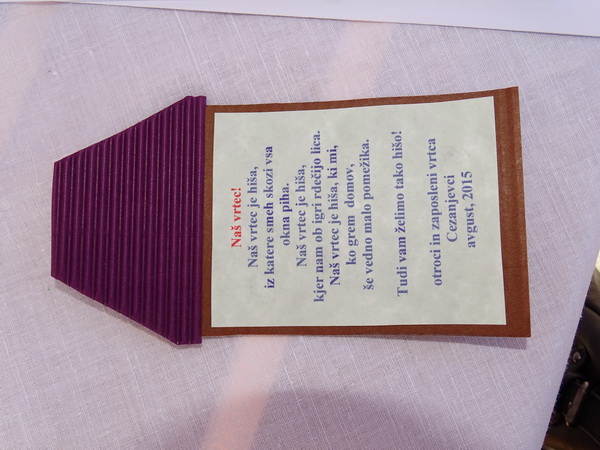 Naš vrtec!
Naš vrtec je hiša,
iz katere smeh skozi vsa
okna piha.
Naš vrtec je hiša,
kjer nam ob igri rdečijo lica.
Naš vrtec je hiša, ki mi,
ko grem domov,
še vedno malo pomežika.
Tudi vam želimo tako hišo!
otroci in zaposleni vrtca
Cezanjevci
avgust, 2015